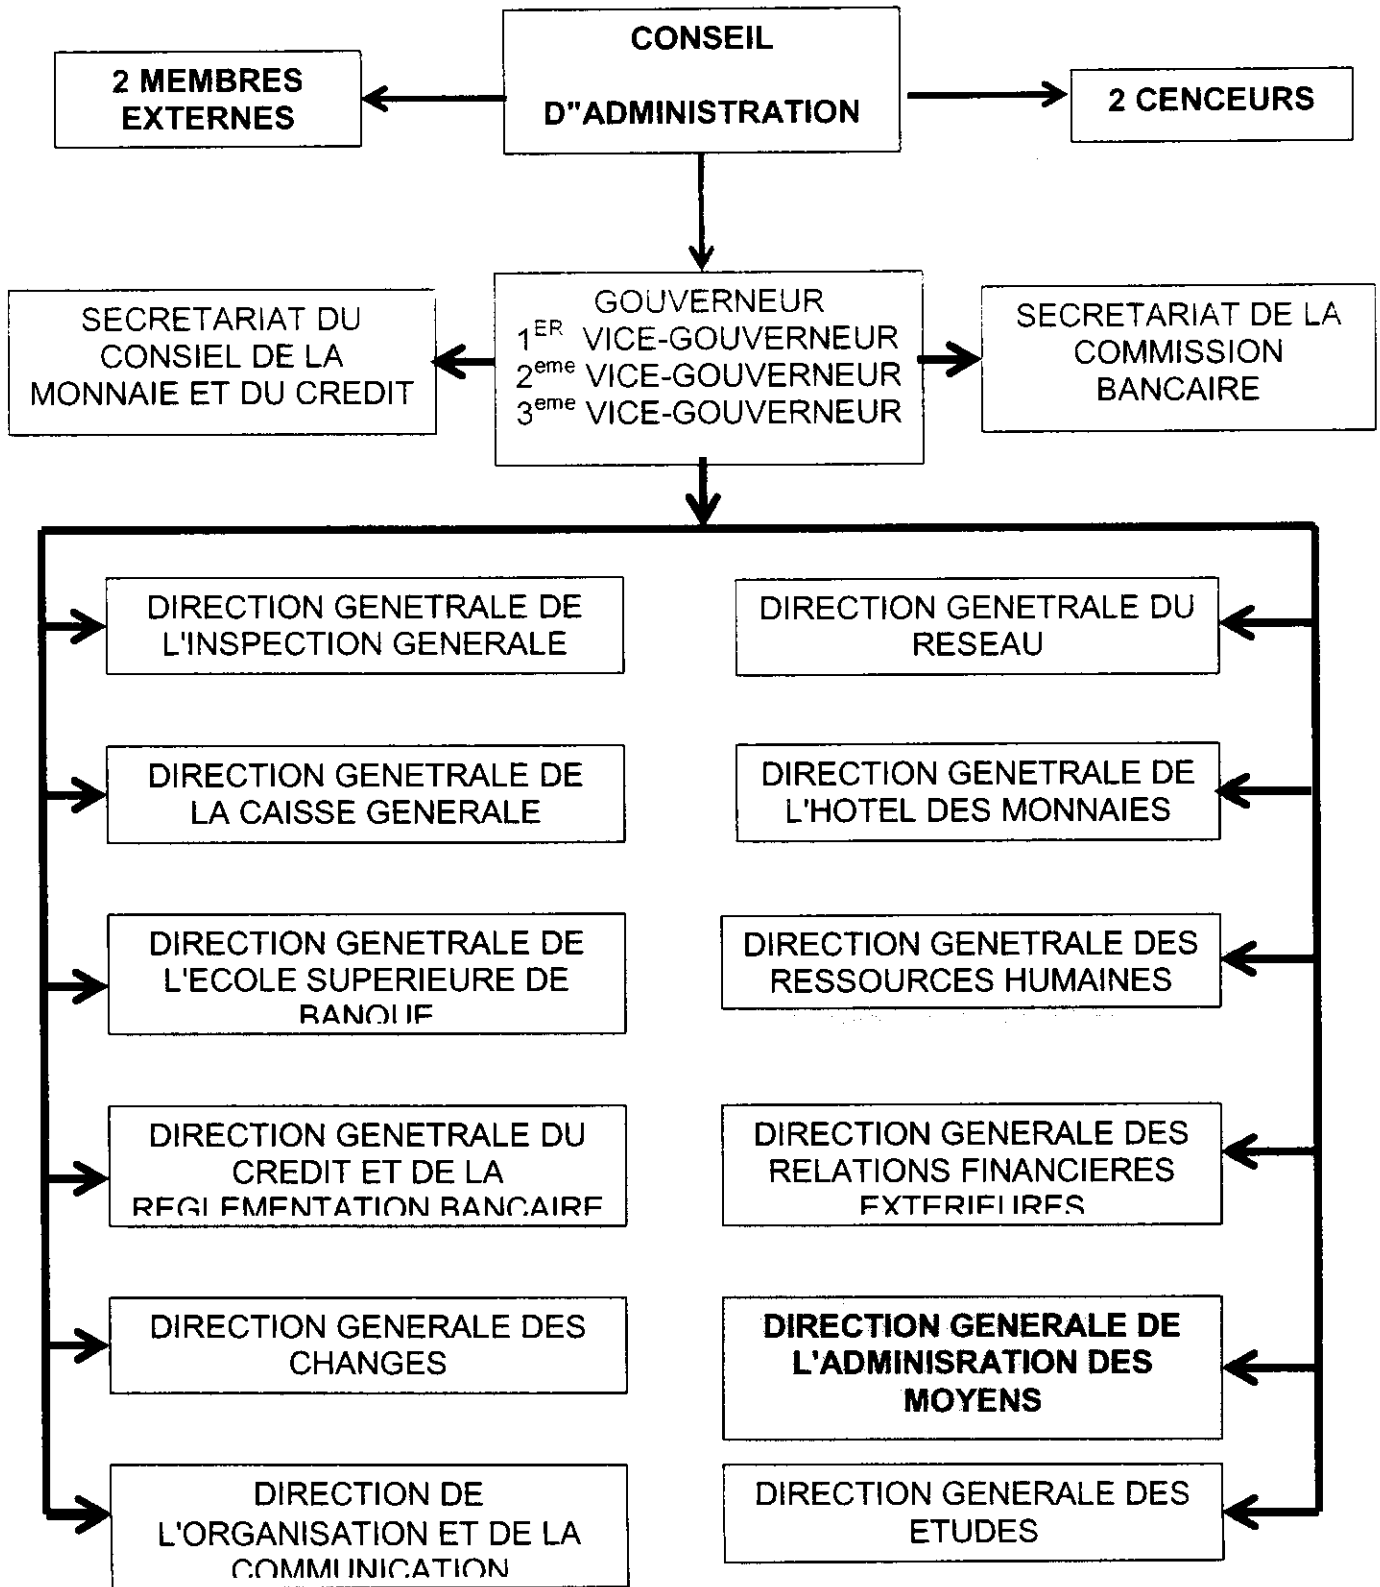 CONSEIL
D"ADMINISTRATION
2 MEMBRES
EXTERNES
2 CENCEURS
SECRETARIAT DU
CONSIEL DE LA
MONNAIE ET DU CREDIT
GOUVERNEUR
1ER VICE-GOUVERNEUR
2eme VICE-GOUVERNEUR
3eme VICE-GOUVERNEUR
SECRETARIAT DE LA
COMMISSION
BANCAIRE
DIRECTION GENETRALE DE
L'INSPECTION GENERALE
DIRECTION GENETRALE DU
RESEAU
DIRECTION GENETRALE DE
LA CAISSE GENERALE
DIRECTION GENETRALE DE
L'HOTEL DES MONNAIES
DIRECTION GENETRALE DE
L'ECOLE SUPERIEURE DE
BANQUE
DIRECTION GENETRALE DES
RESSOURCES HUMAINES
DIRECTION GENETRALE DU
CREDIT ET DE LA
REGLEMENTATION BANCAIRE
DIRECTION GENERALE DES
RELATIONS FINANCIERES
EXTERIEURES
DIRECTION GENERALE DES
CHANGES
DIRECTION GENERALE DE
L'ADMINISRATION DES
MOYENS
DIRECTION DE
L'ORGANISATION ET DE LA
COMMUNICATION
DIRECTION GENERALE DES
ETUDES